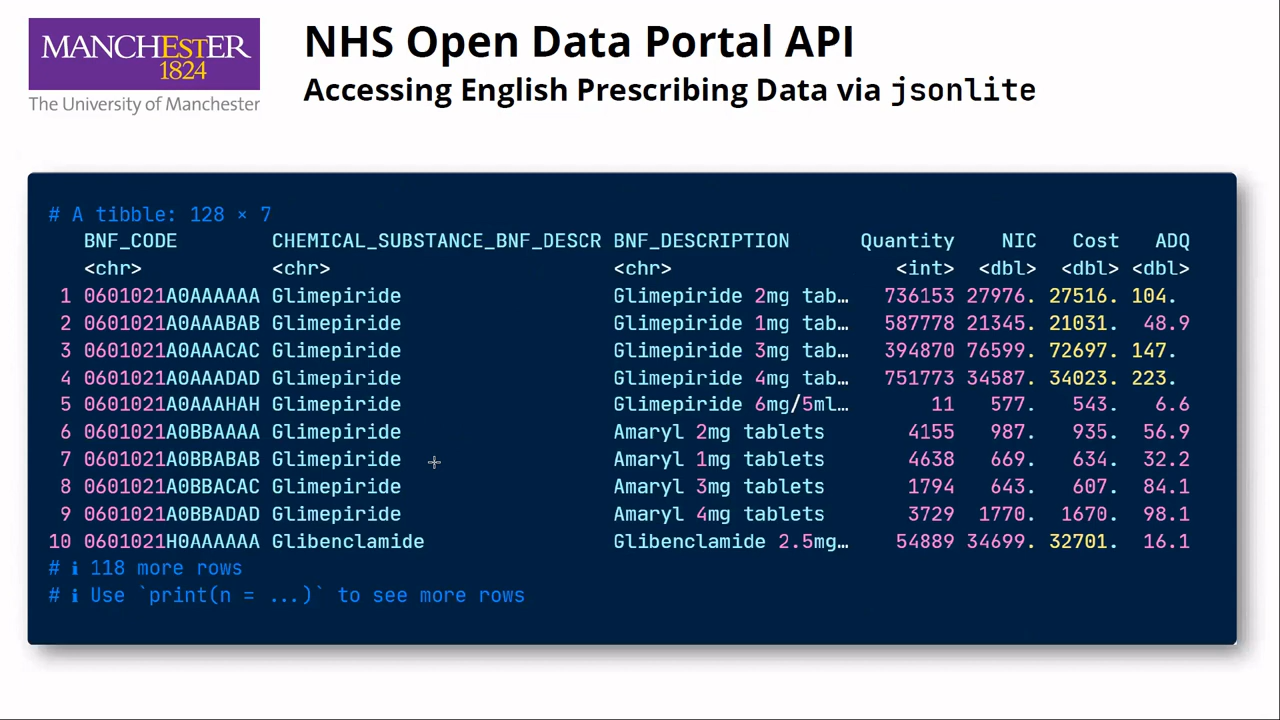 MANCHESTER
1824
The University of Manchester
NHS Open Data Portal API
Accessing English Prescribing Data via jsonlite
# A tibble: 128 × 7
BNF_CODE CHEMICAL_SUBSTANCE_BNF_DESCR BNF_DESCRIPTION Quantity NIC Cost ADQ
<chr> <chr> <chr> <int> <dbl> <dbl> <dbl>
1 0601021A0AAAAAA Glimepiride Glimepiride 2mg tab… 736153 27976. 27516. 104.
2 0601021A0AAABAB Glimepiride Glimepiride 1mg tab… 587778 21345. 21031. 48.9
3 0601021A0AAACAC Glimepiride Glimepiride 3mg tab… 394870 76599. 72697. 147.
4 0601021A0AAADAD Glimepiride Glimepiride 4mg tab… 751773 34587. 34023. 223.
5 0601021A0AAAHAH Glimepiride Glimepiride 6mg/5ml… 11 577. 543. 6.6
6 0601021A0BBAAAA Glimepiride Amaryl 2mg tablets 4155 987. 935. 56.9
7 0601021A0BBABAB Glimepiride Amaryl 1mg tablets 4638 669. 634. 32.2
8 0601021A0BBACAC Glimepiride Amaryl 3mg tablets 1794 643. 607. 84.1
9 0601021A0BBADAD Glimepiride Amaryl 4mg tablets 3729 1770. 1670. 98.1
10 0601021H0AAAAAA Glibenclamide Glibenclamide 2.5mg… 54889 34699. 32701. 16.1
# ℹ 118 more rows
# ℹ Use `print(n = ...)` to see more rows